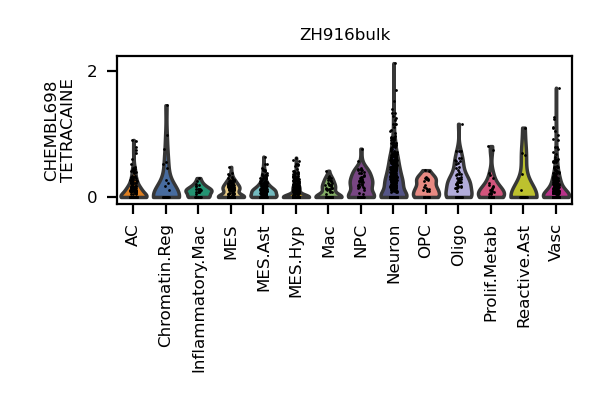 ZH916bulk
CHEMBL698
TETRACAINE
2
0
AC
Chromatin.Reg
Inflammatory.Mac
MES
MES.Ast
MES.Hyp
Mac
NPC
Neuron
OPC
Oligo
Prolif.Metab
Reactive.Ast
Vasc